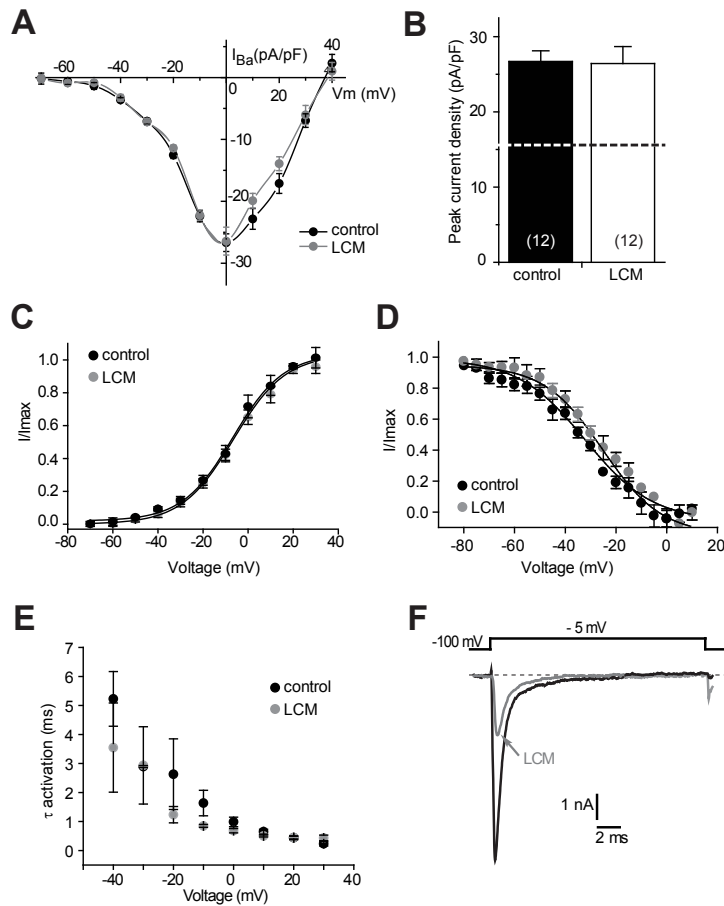 A
I_Ba(pA/pF)
40
-60
-40
-20
20
40
Vm (mV)
-10
-20
-30
control
LCM
B
Peak current density (pA/pF)
30
20
10
0
(12)
(12)
control
LCM
C
I/Imax
1.0
0.8
0.6
0.4
0.2
0.0
control
LCM
-80
-60
-40
-20
0
20
40
Voltage (mV)
D
I/Imax
1.0
0.8
0.6
0.4
0.2
0.0
control
LCM
-80
-60
-40
-20
0
20
Voltage (mV)
E
τ activation (ms)
7
6
5
4
3
2
1
0
control
LCM
-40
-20
0
20
40
Voltage (mV)
F
-100 mV
- 5 mV
LCM
1 nA
2 ms